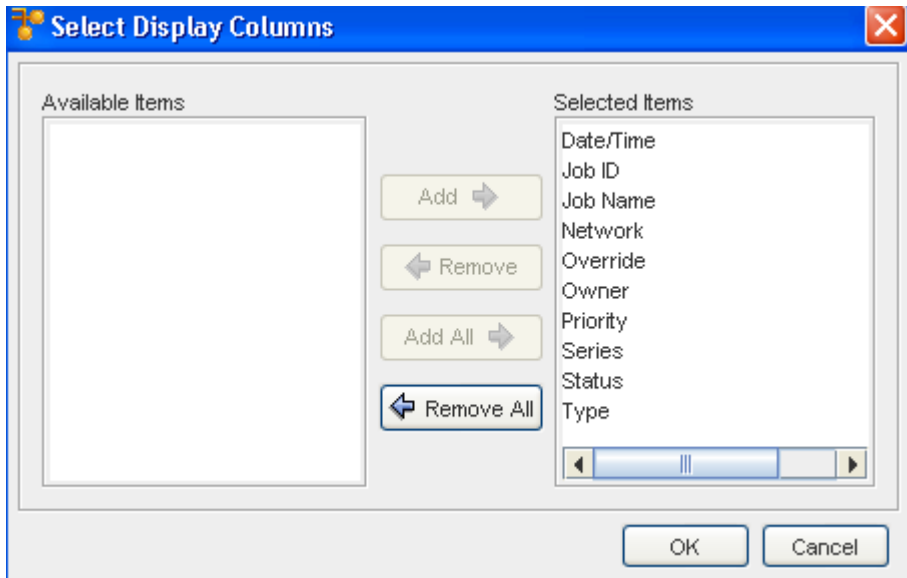 Select Display Columns
Available Items
Selected Items
Date/Time
Job ID
Job Name
Network
Override
Owner
Priority
Series
Status
Type
Add
Remove
Add All
Remove All
OK
Cancel